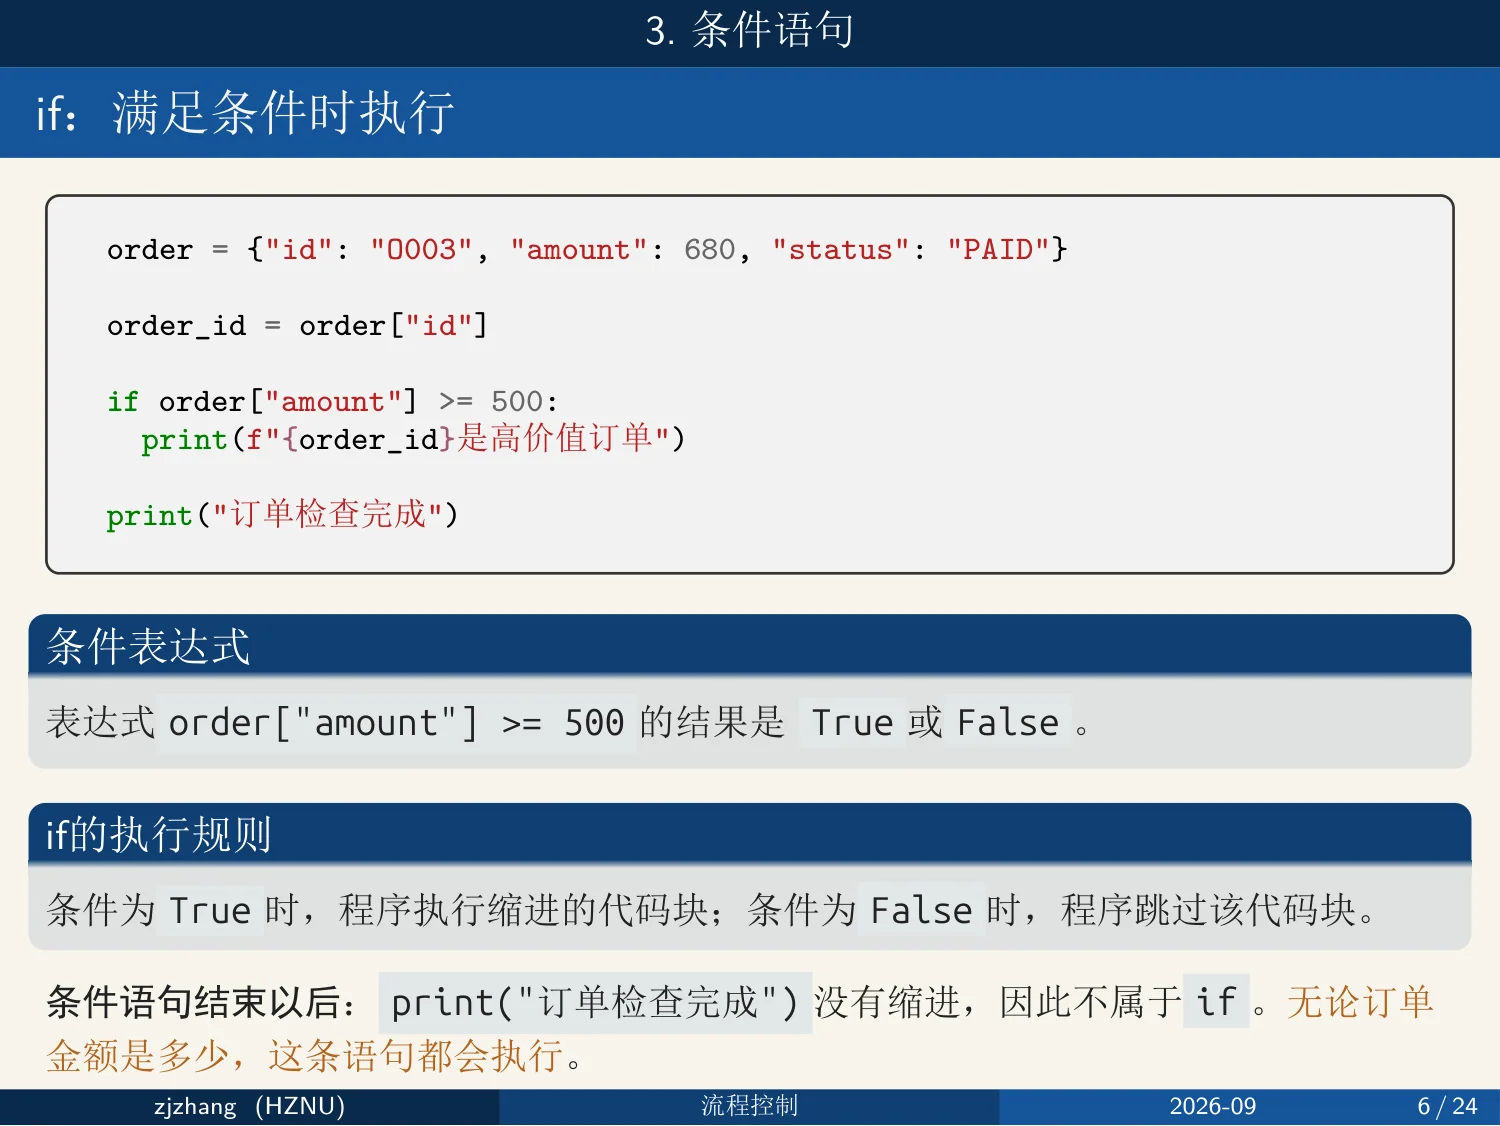 3. 条件语句
if：满足条件时执行
order = {"id": "O003", "amount": 680, "status": "PAID"}
order_id = order["id"]
if order["amount"] >= 500:
  print(f"{order_id}是高价值订单")
print("订单检查完成")
条件表达式
表达式 order["amount"] >= 500 的结果是 True 或 False 。
if的执行规则
条件为 True 时，程序执行缩进的代码块；条件为 False 时，程序跳过该代码块。
条件语句结束以后： print("订单检查完成") 没有缩进，因此不属于 if 。无论订单
金额是多少，这条语句都会执行。
zjzhang (HZNU) 流程控制 2026-09 6 / 24